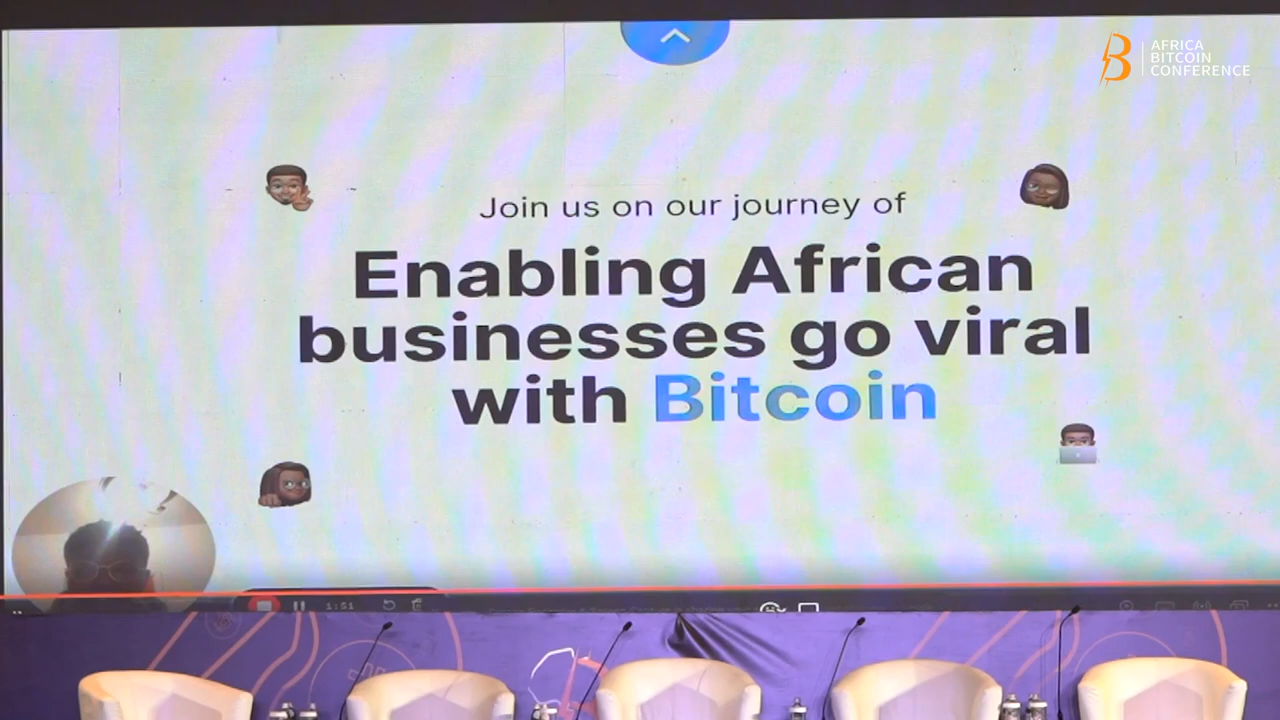 AFRICA
BITCOIN
CONFERENCE
Join us on our journey of
Enabling African
businesses go viral
with Bitcoin
1:51